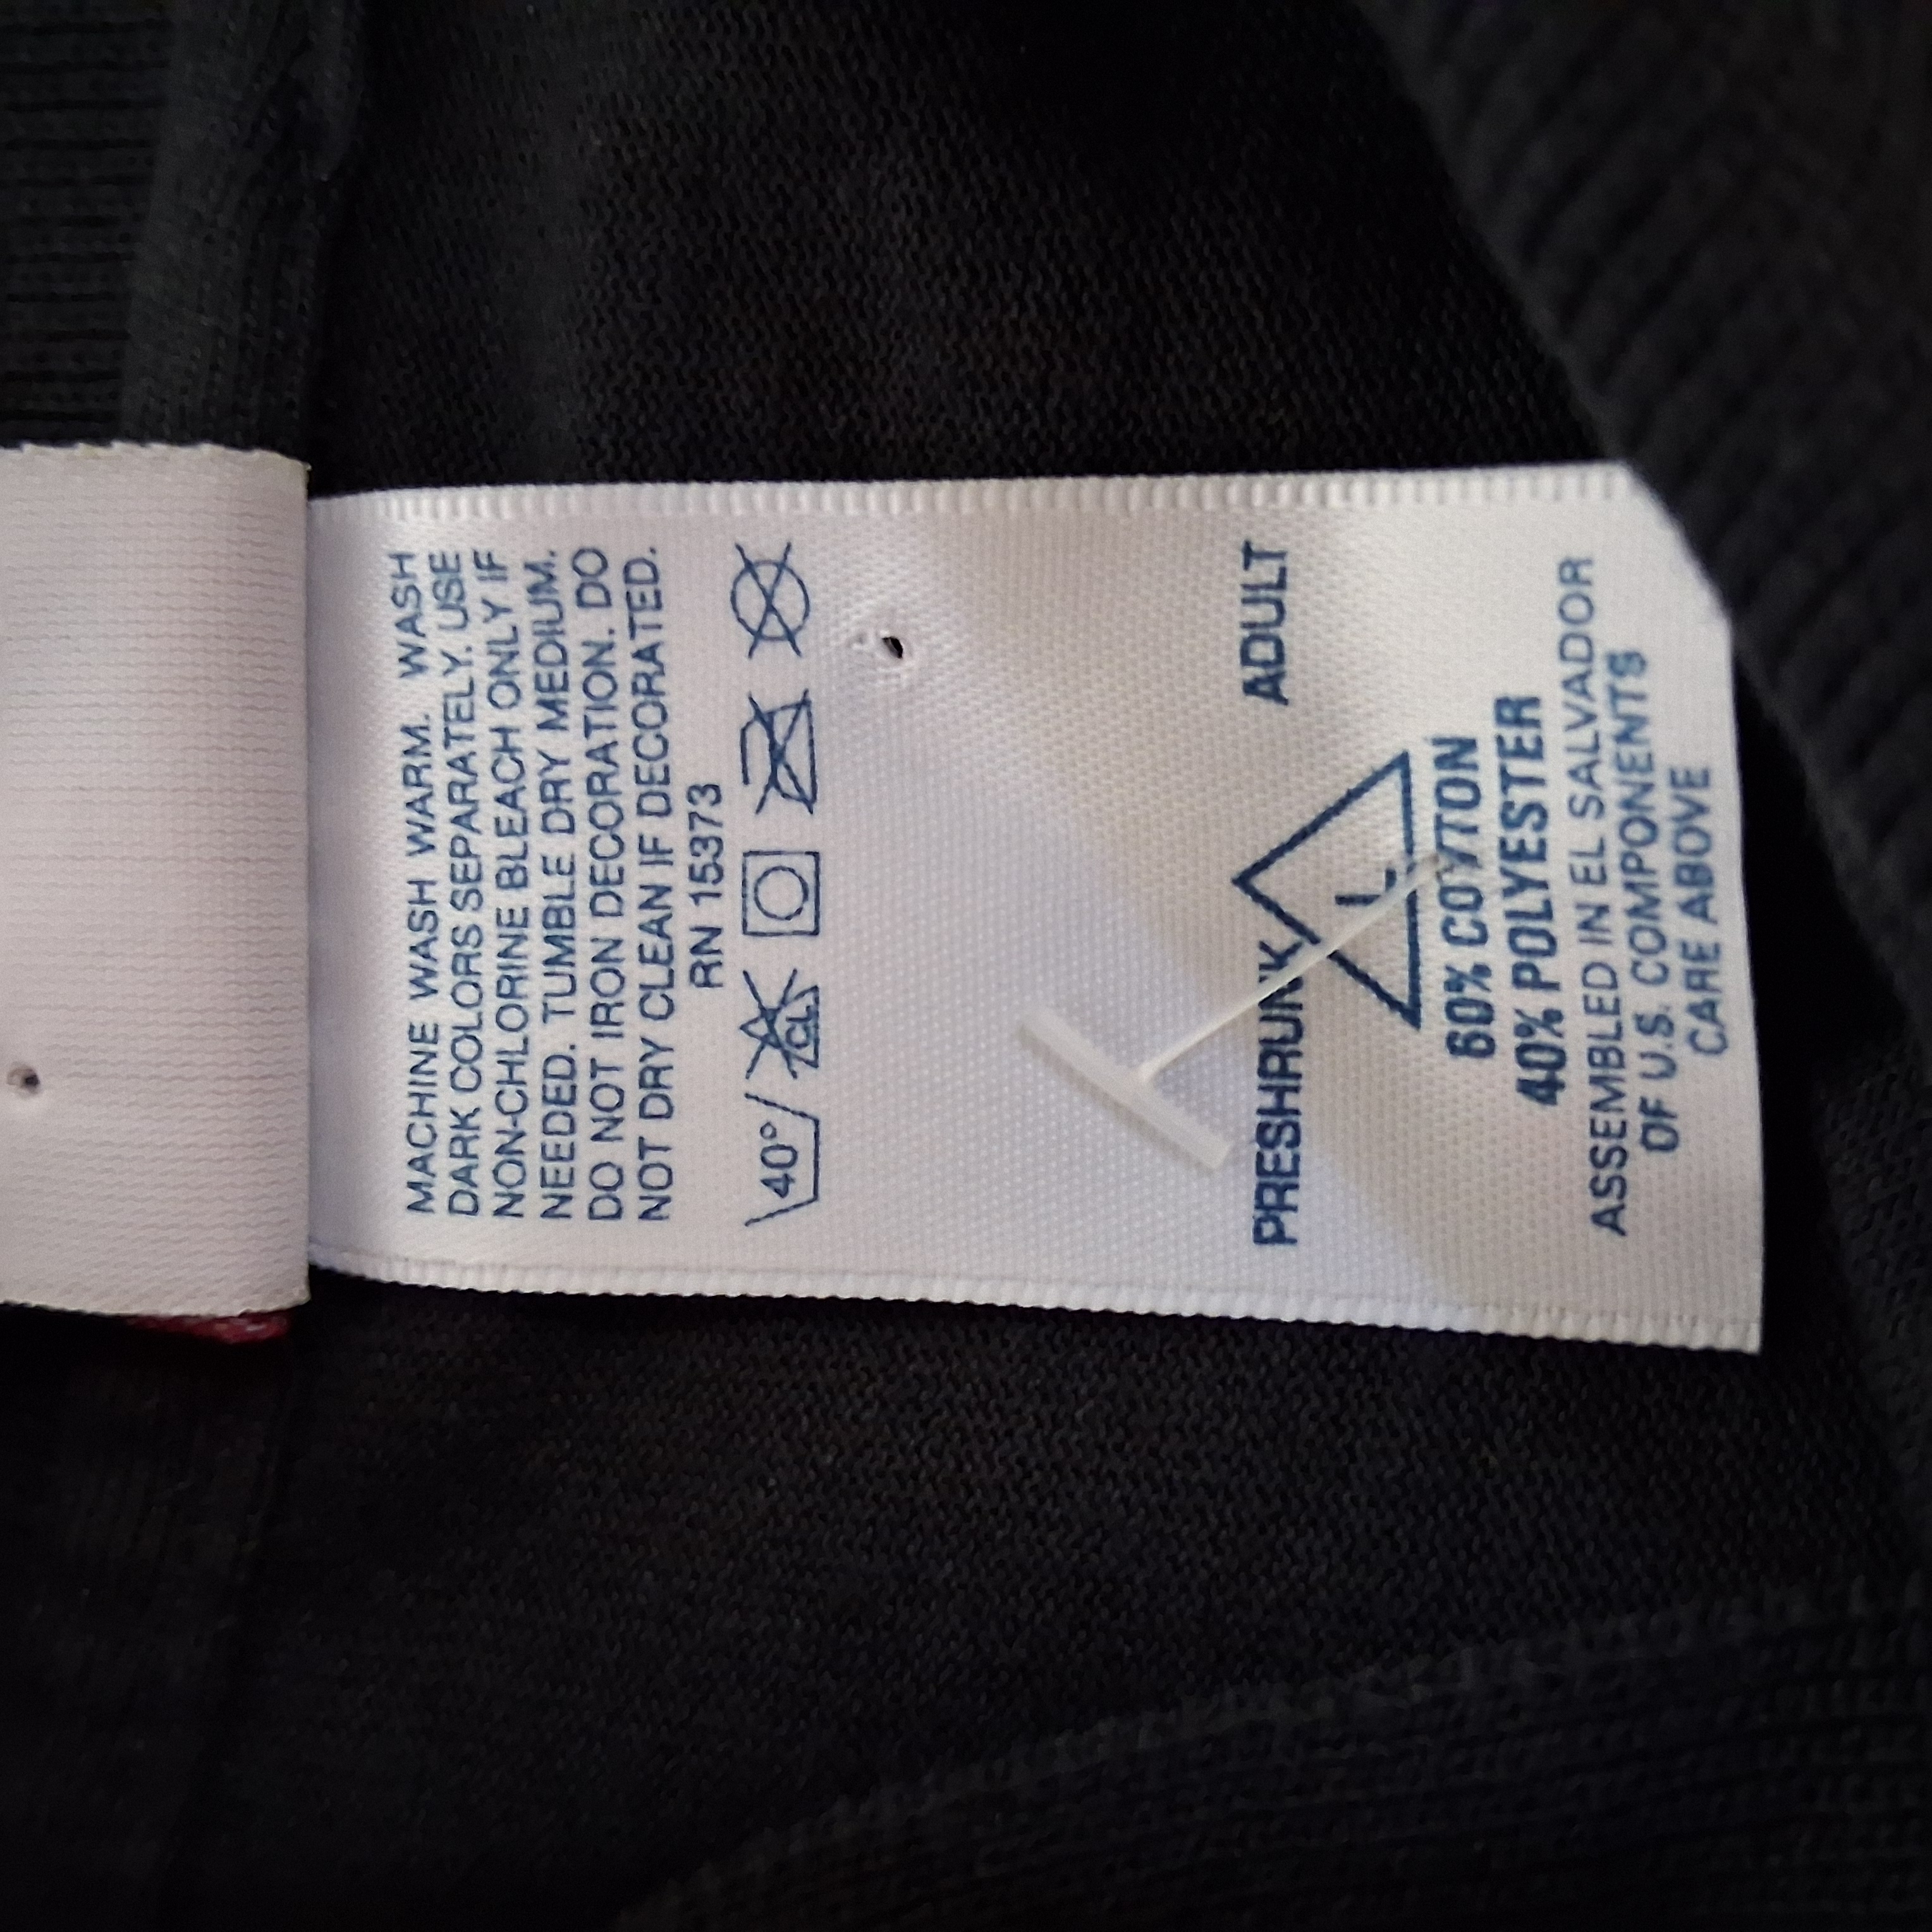 MACHINE WASH WARM. WASH
DARK COLORS SEPARATELY. USE
NON-CHLORINE BLEACH ONLY IF
NEEDED. TUMBLE DRY MEDIUM.
DO NOT IRON DECORATION. DO
NOT DRY CLEAN IF DECORATED.
RN 15373
40° CL
PRESHRUNK ADULT
L
60% COTTON
40% POLYESTER
ASSEMBLED IN EL SALVADOR
OF U.S. COMPONENTS
CARE ABOVE